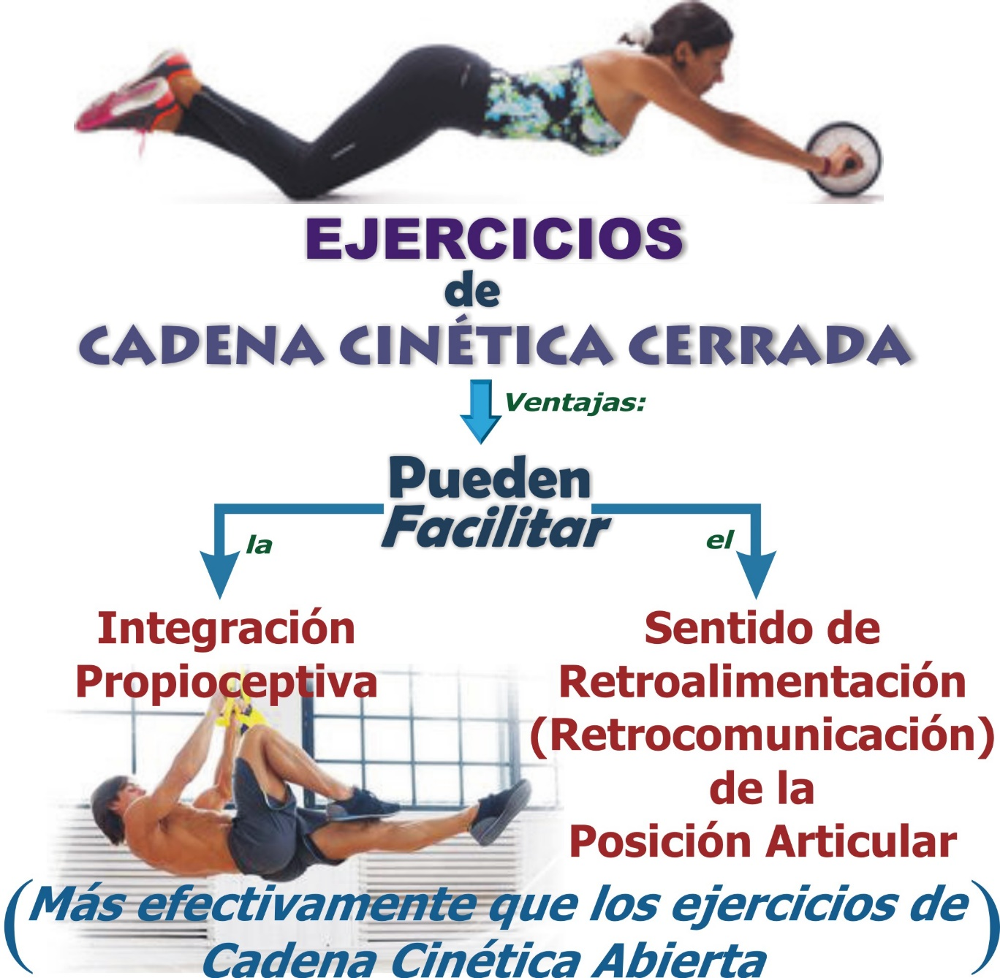 EJERCICIOS
de
CADENA CINÉTICA CERRADA
Ventajas:
Pueden
Facilitar
la
el
Integración
Propioceptiva
Sentido de
Retroalimentación
(Retrocomunicación)
de la
Posición Articular
(Más efectivamente que los ejercicios de
Cadena Cinética Abierta)